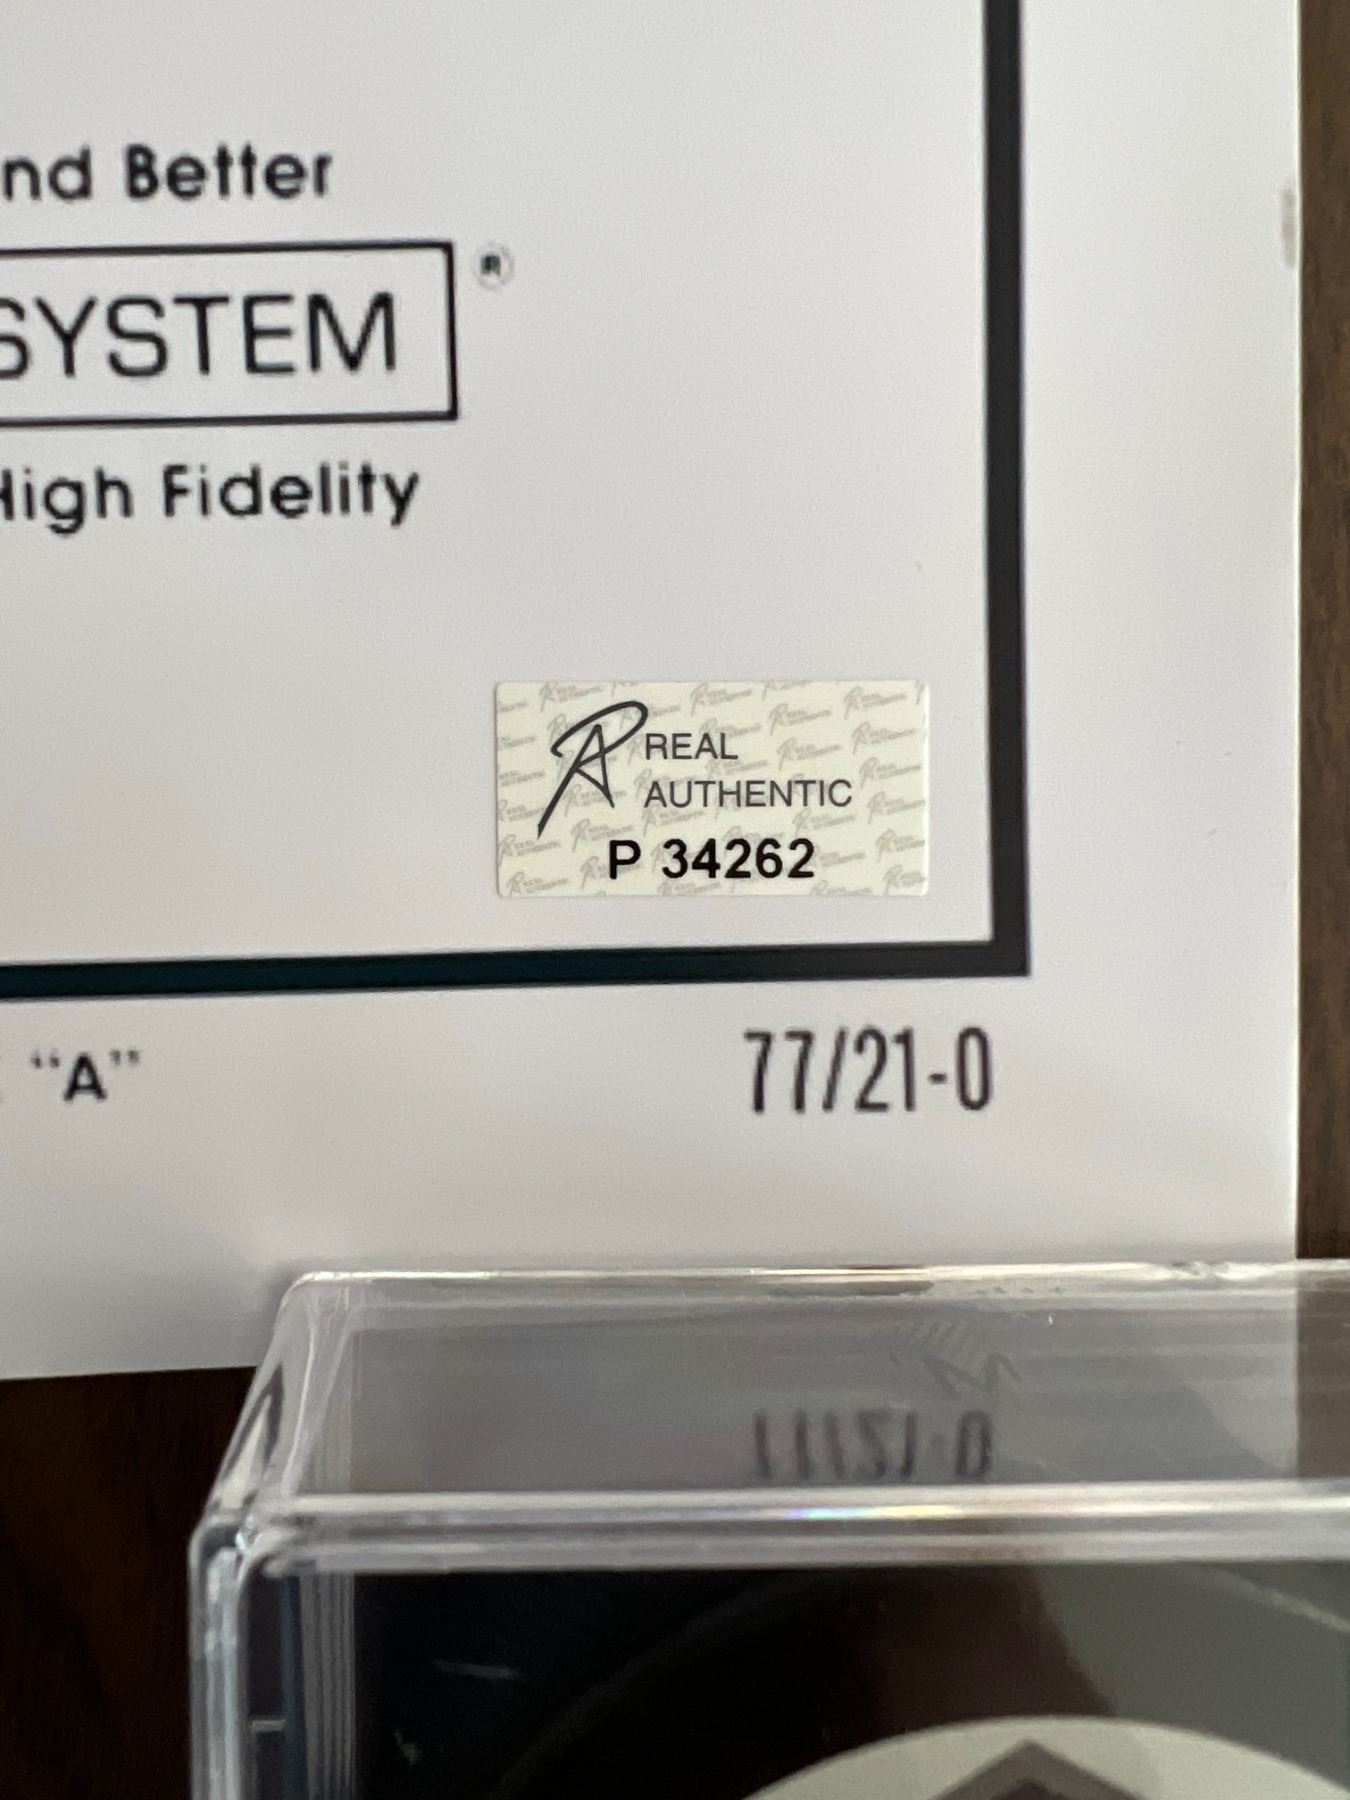 nd Better
SYSTEM ®
High Fidelity
REAL
AUTHENTIC
P 34262
"A"
77/21-0